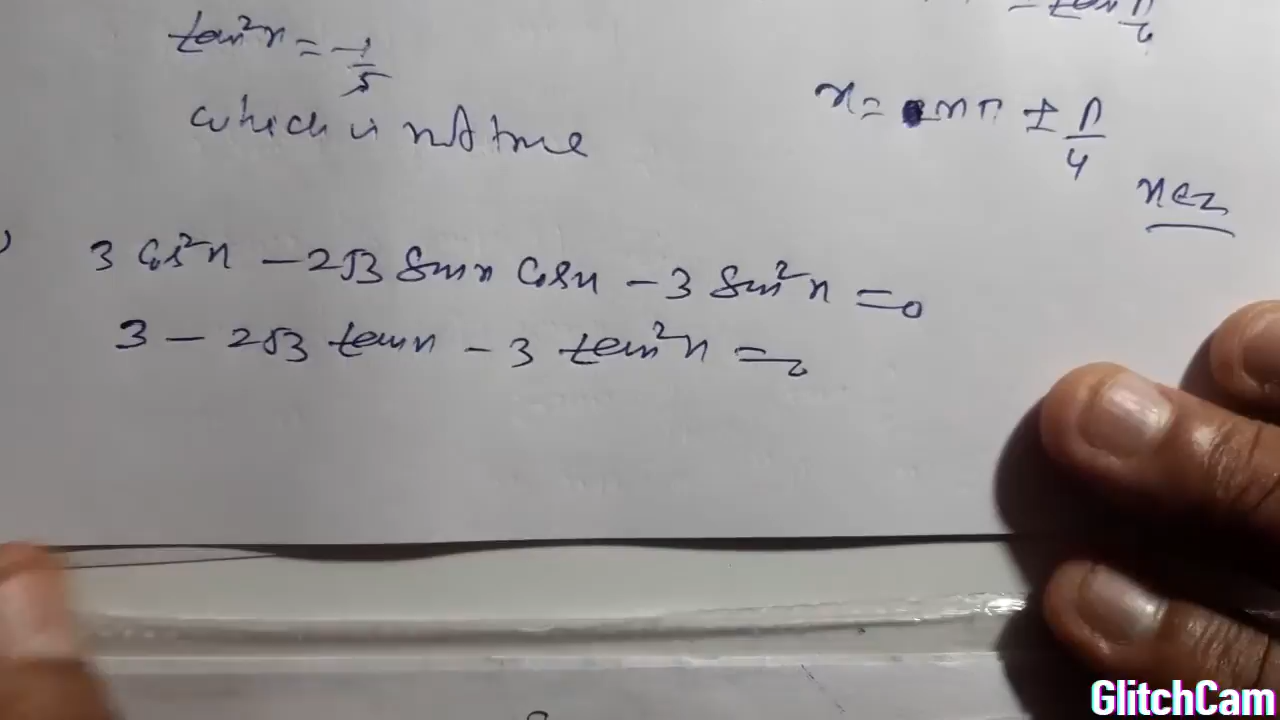 tan²x = -1/5
which is not true
x = nπ ± π/4
n∈Z
3 cos²x - 2√3 sinx cosx - 3 sin²x = 0
3 - 2√3 tanx - 3 tan²x = 0
GlitchCam